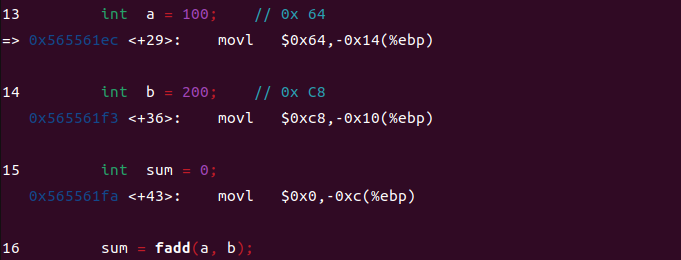 13         int  a = 100;    // 0x 64
=> 0x565561ec <+29>:    movl   $0x64,-0x14(%ebp)
14         int  b = 200;    // 0x C8
   0x565561f3 <+36>:    movl   $0xc8,-0x10(%ebp)
15         int  sum = 0;
   0x565561fa <+43>:    movl   $0x0,-0xc(%ebp)
16         sum = fadd(a, b);